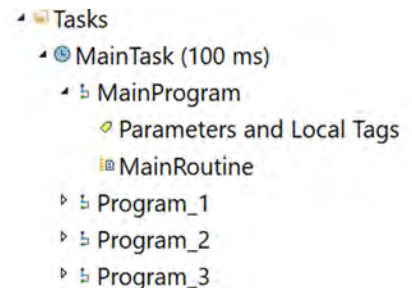 Tasks
MainTask (100 ms)
MainProgram
Parameters and Local Tags
MainRoutine
Program_1
Program_2
Program_3